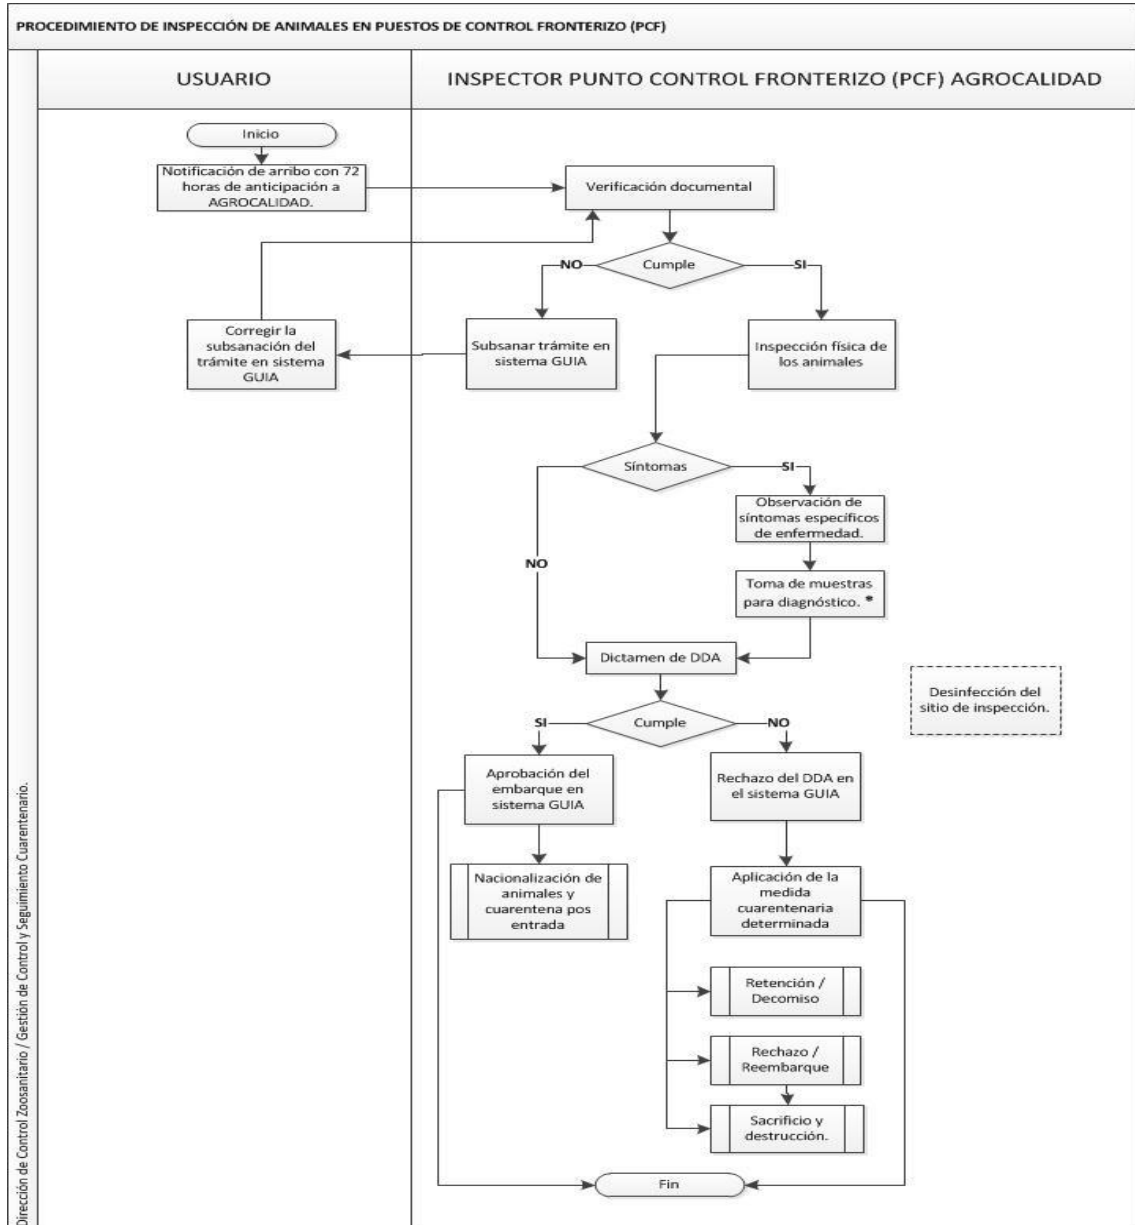 PROCEDIMIENTO DE INSPECCIÓN DE ANIMALES EN PUESTOS DE CONTROL FRONTERIZO (PCF)
USUARIO
INSPECTOR PUNTO CONTROL FRONTERIZO (PCF) AGROCALIDAD
Inicio
Notificación de arribo con 72
horas de anticipación a
AGROCALIDAD.
Verificación documental
Cumple
NO
SI
Corregir la
subsanación del
trámite en sistema
GUIA
Subsanar trámite en
sistema GUIA
Inspección física de
los animales
Síntomas
SI
NO
Observación de
síntomas específicos
de enfermedad.
Toma de muestras
para diagnóstico. *
Dictamen de DDA
Desinfección del
sitio de inspección.
Cumple
SI
NO
Aprobación del
embarque en
sistema GUIA
Rechazo del DDA en
el sistema GUIA
Nacionalización de
animales y
cuarentena pos
entrada
Aplicación de la
medida
cuarentenaria
determinada
Retención /
Decomiso
Rechazo /
Reembarque
Sacrificio y
destrucción.
Fin
Dirección de Control Zoosanitario / Gestión de Control y Seguimiento Cuarentenario.